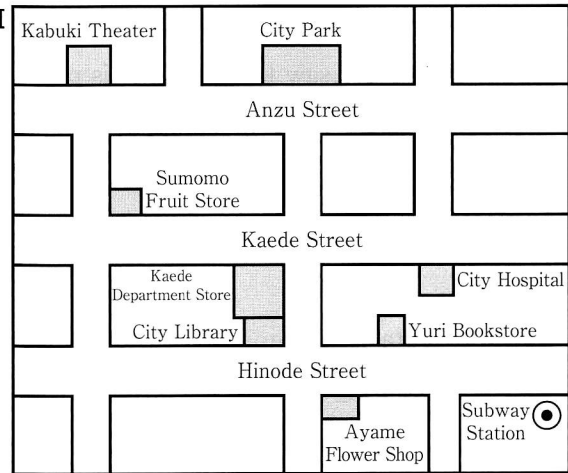 Kabuki Theater
City Park
Anzu Street
Sumomo
Fruit Store
Kaede Street
Kaede
Department Store
City Hospital
City Library
Yuri Bookstore
Hinode Street
Ayame
Flower Shop
Subway
Station